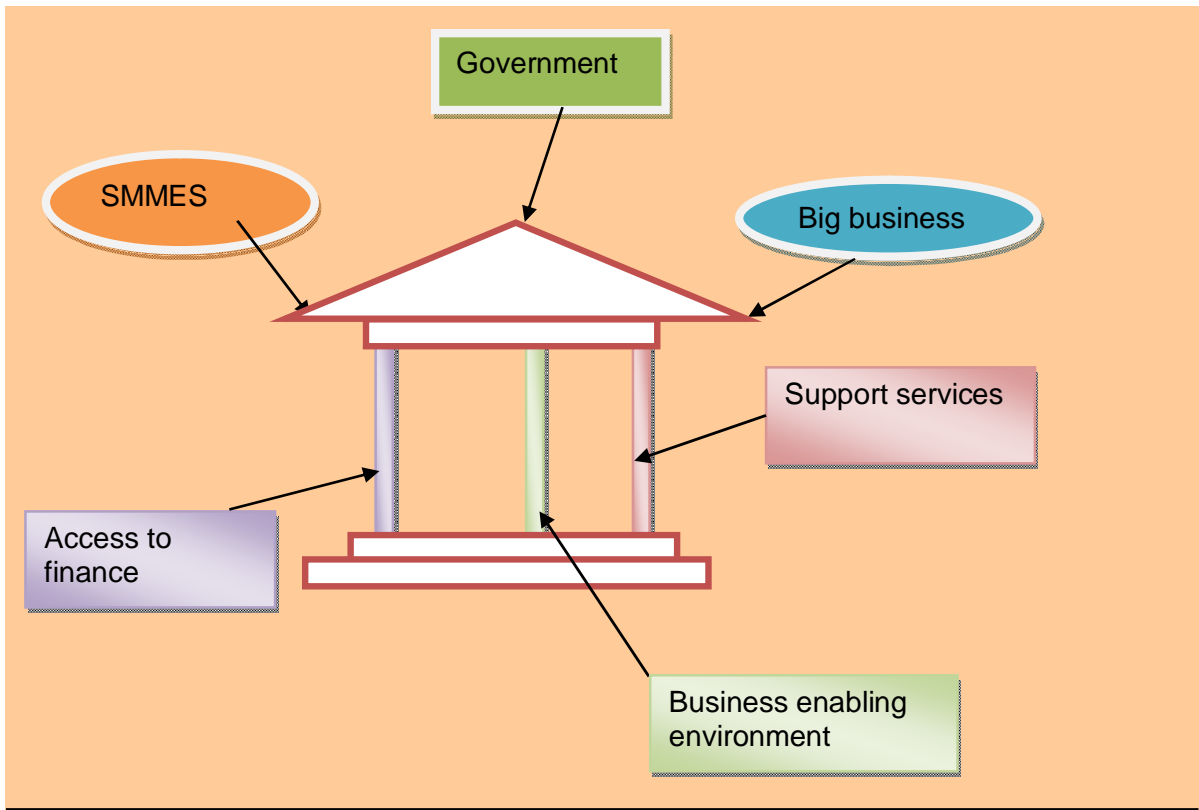 Government
SMMES
Big business
Support services
Access to
finance
Business enabling
environment